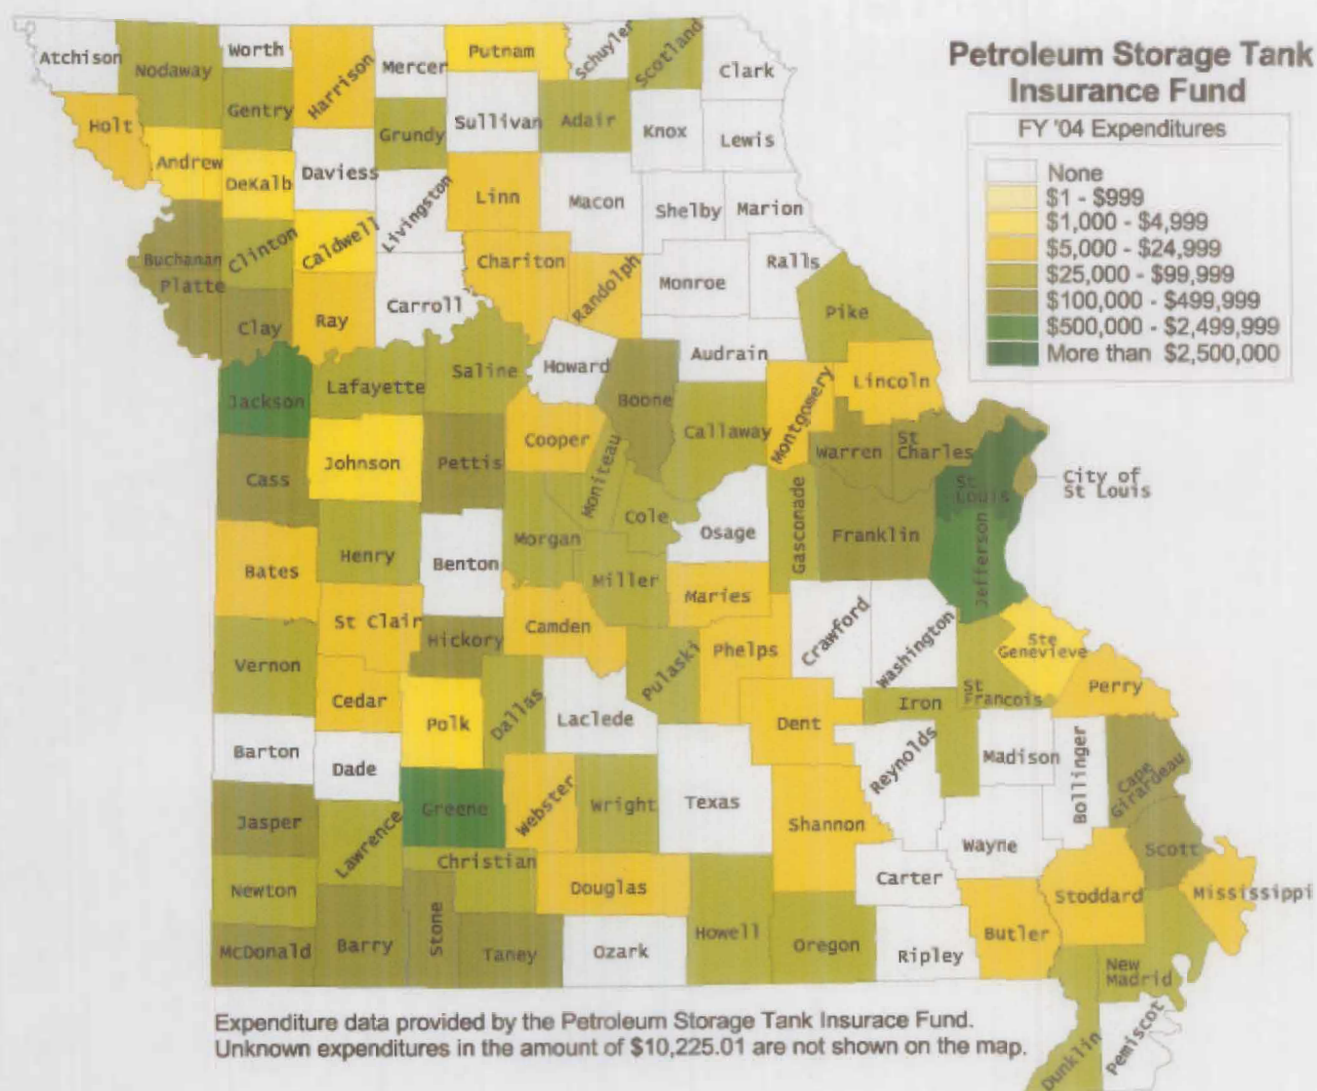 Petroleum Storage Tank
Insurance Fund
FY '04 Expenditures
None
$1 - $999
$1,000 - $4,999
$5,000 - $24,999
$25,000 - $99,999
$100,000 - $499,999
$500,000 - $2,499,999
More than $2,500,000
Atchison
Nodaway
Worth
Harrison
Mercer
Putnam
Schuyler
Scotland
Clark
Holt
Gentry
Grundy
Sullivan
Adair
Knox
Lewis
Andrew
DeKalb
Daviess
Livingston
Linn
Macon
Shelby
Marion
Buchanan
Clinton
Caldwell
Chariton
Randolph
Monroe
Ralls
Platte
Clay
Ray
Carroll
Pike
Audrain
Howard
Saline
Lafayette
Jackson
Boone
Callaway
Montgomery
Lincoln
Cooper
Moniteau
Warren
St
Charles
Cass
Johnson
Pettis
City of
St Louis
St
Louis
Cole
Osage
Gasconade
Franklin
Jefferson
Morgan
Henry
Benton
Bates
Miller
Maries
St Clair
Hickory
Camden
Pulaski
Phelps
Crawford
Washington
Ste
Genevieve
St
Francois
Perry
Vernon
Cedar
Polk
Dallas
Laclede
Dent
Iron
Reynolds
Madison
Bollinger
Cape
Girardeau
Barton
Dade
Greene
Webster
Wright
Texas
Shannon
Wayne
Scott
Jasper
Lawrence
Christian
Douglas
Carter
Stoddard
Mississippi
Newton
McDonald
Barry
Stone
Taney
Ozark
Howell
Oregon
Ripley
Butler
New
Madrid
Dunklin
Pemiscot
Expenditure data provided by the Petroleum Storage Tank Insurace Fund.
Unknown expenditures in the amount of $10,225.01 are not shown on the map.